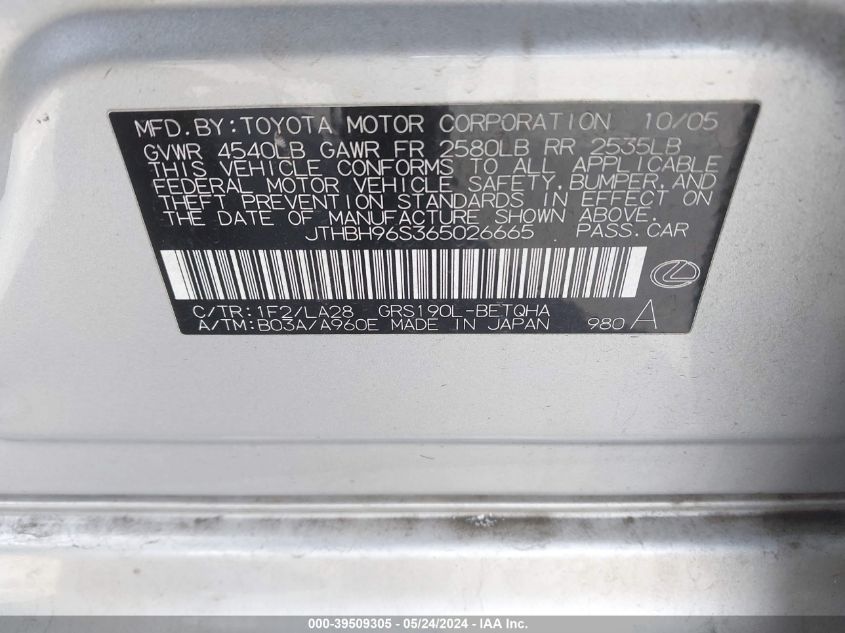 MFD.BY:TOYOTA MOTOR CORPORATION 10/05
GVWR 4540LB GAWR FR 2580LB RR 2535LB
THIS VEHICLE CONFORMS TO ALL APPLICABLE
FEDERAL MOTOR VEHICLE SAFETY,BUMPER,AND
THEFT PREVENTION STANDARDS IN EFFECT ON
THE DATE OF MANUFACTURE SHOWN ABOVE.
JTHBH96S365026665 PASS.CAR
C/TR:1F2/LA28 GRS190L-BETQHA
A/TM:B03A/A960E MADE IN JAPAN 980 A
000-39509305 - 05/24/2024 - IAA Inc.